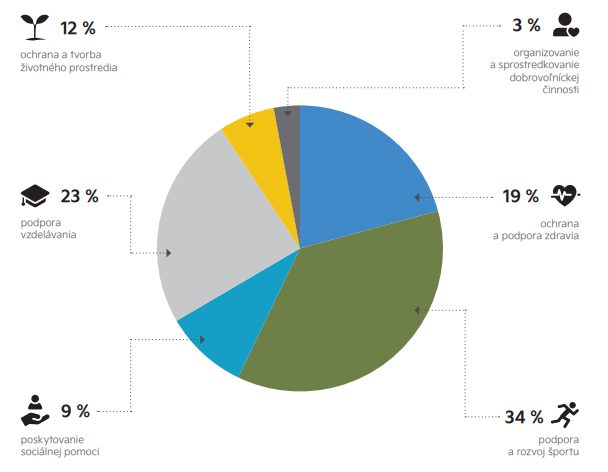 12 %
ochrana a tvorba
životného prostredia
3 %
organizovanie
a sprostredkovanie
dobrovoľníckej
činnosti
23 %
podpora
vzdelávania
19 %
ochrana
a podpora zdravia
9 %
poskytovanie
sociálnej pomoci
34 %
podpora
a rozvoj športu